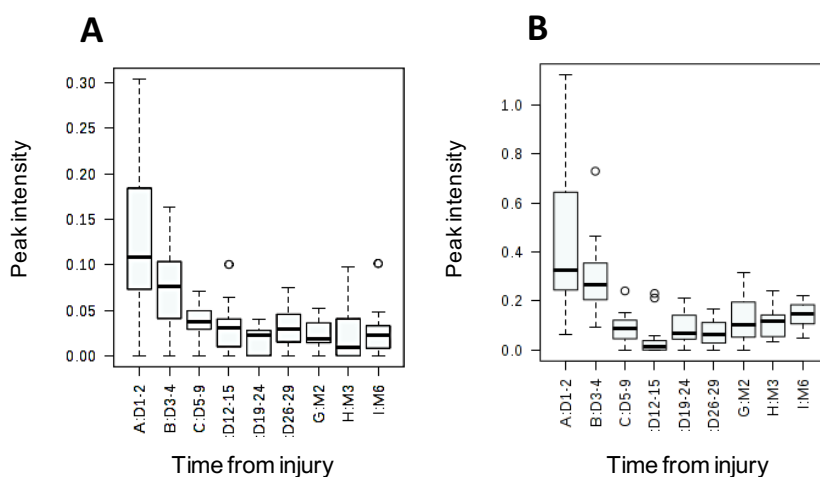 A
B
Peak intensity
0.30
0.25
0.20
0.15
0.10
0.05
0.00
A:D1-2
B:D3-4
C:D5-9
:D12-15
:D19-24
:D26-29
G:M2
H:M3
I:M6
Time from injury
Peak intensity
1.0
0.8
0.6
0.4
0.2
0.0
A:D1-2
B:D3-4
C:D5-9
:D12-15
:D19-24
:D26-29
G:M2
H:M3
I:M6
Time from injury